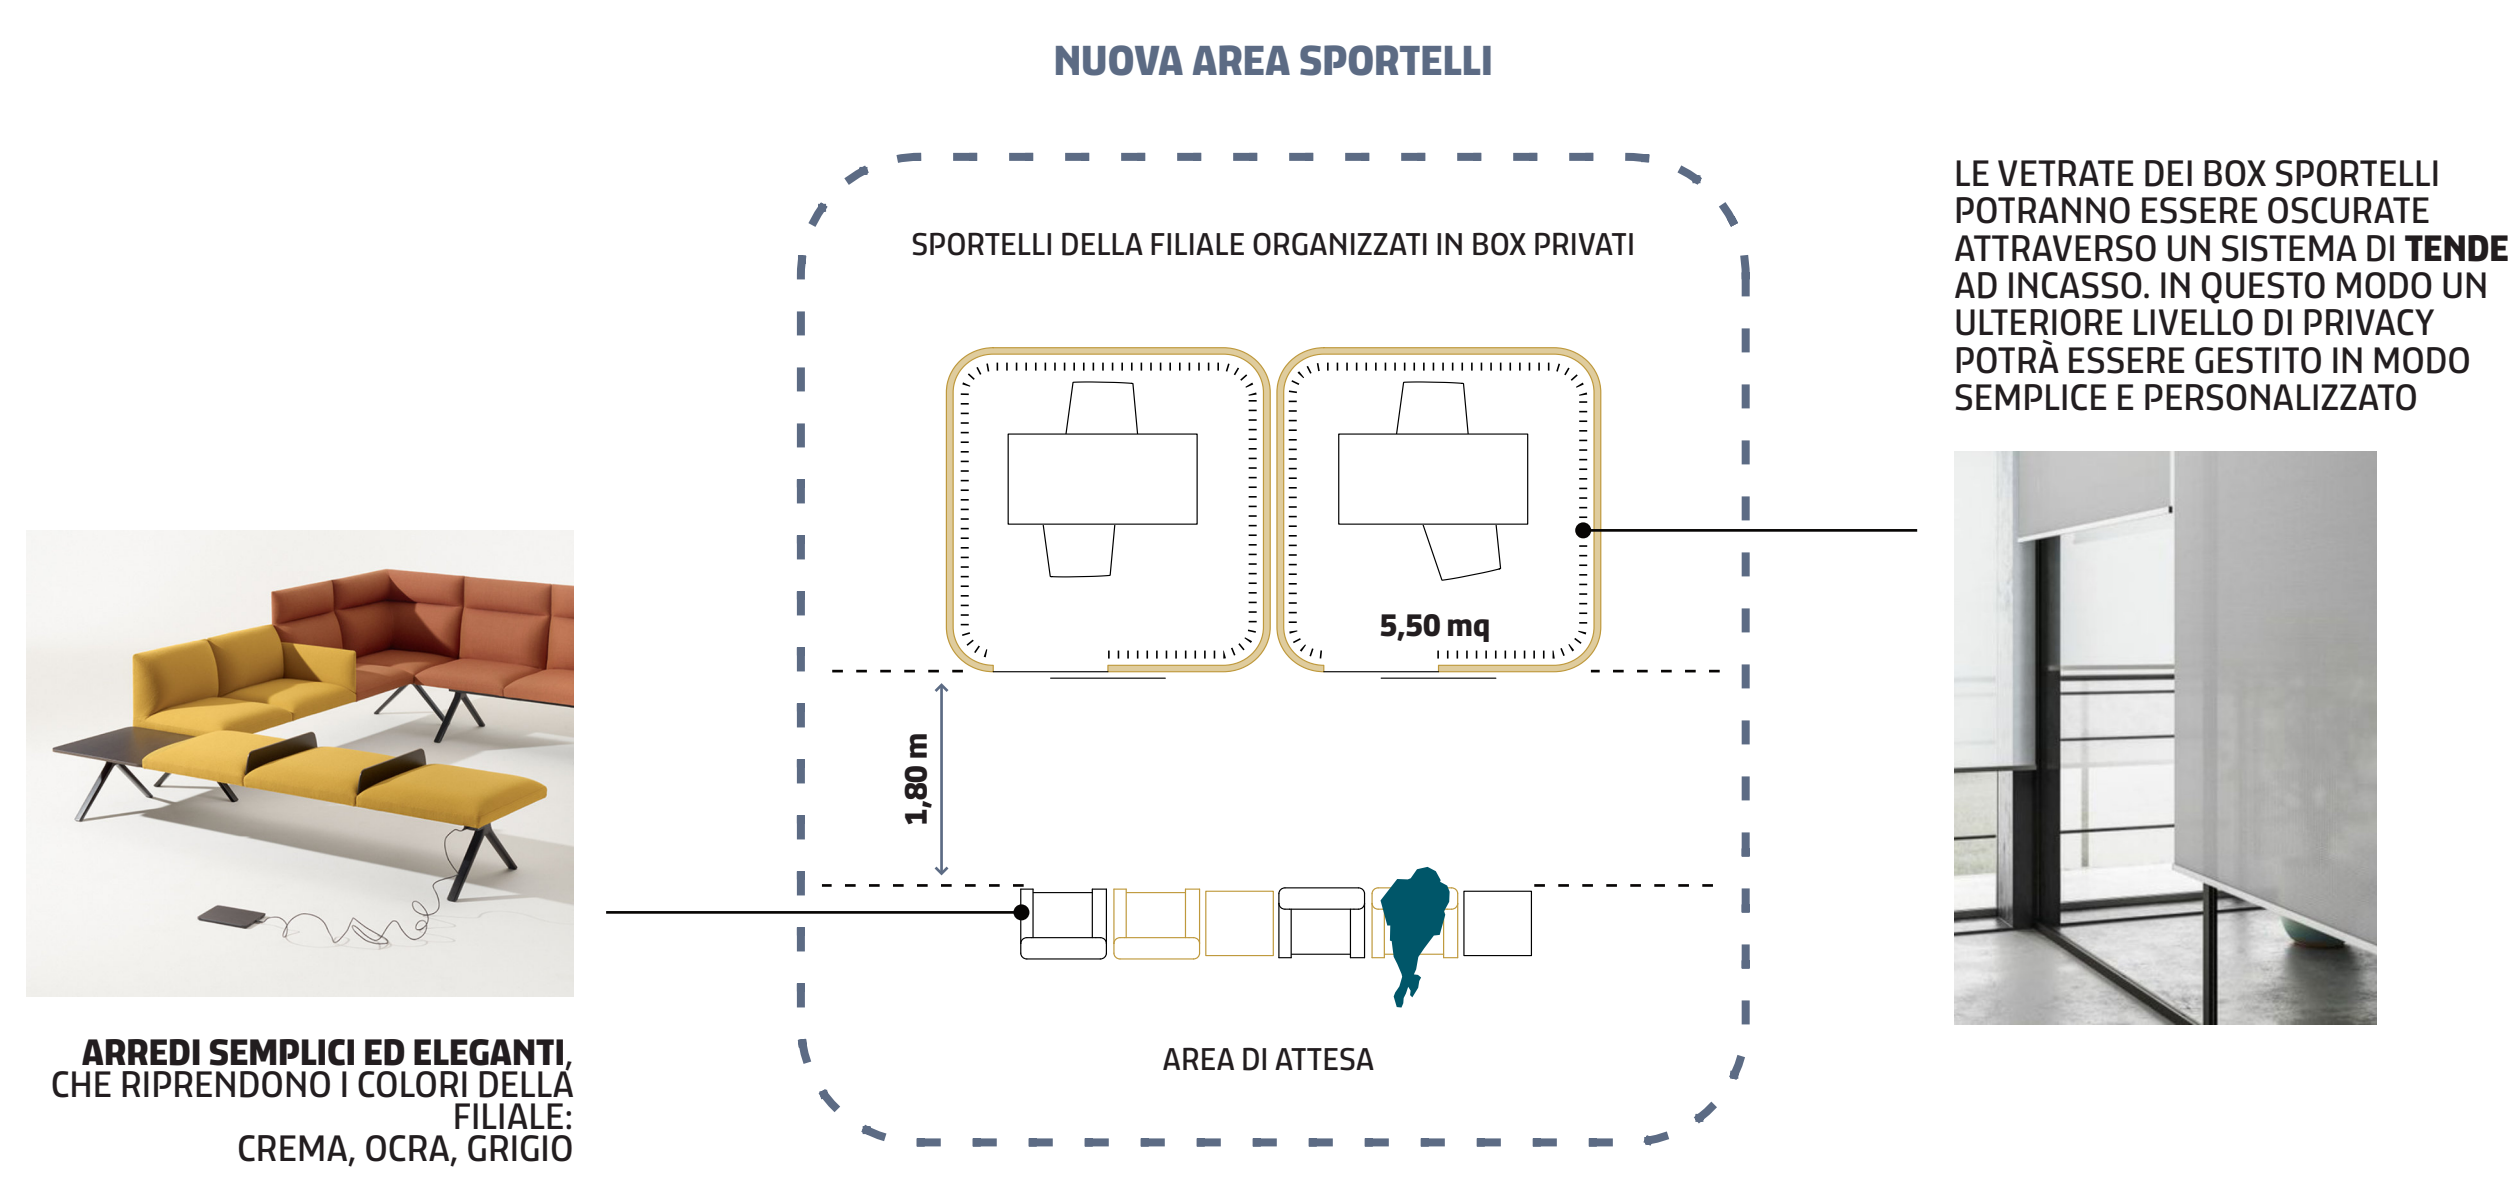 NUOVA AREA SPORTELLI
SPORTELLI DELLA FILIALE ORGANIZZATI IN BOX PRIVATI
LE VETRATE DEI BOX SPORTELLI
POTRANNO ESSERE OSCURATE
ATTRAVERSO UN SISTEMA DI TENDE
AD INCASSO. IN QUESTO MODO UN
ULTERIORE LIVELLO DI PRIVACY
POTRÀ ESSERE GESTITO IN MODO
SEMPLICE E PERSONALIZZATO
5,50 mq
1,80 m
AREA DI ATTESA
ARREDI SEMPLICI ED ELEGANTI,
CHE RIPRENDONO I COLORI DELLA
FILIALE:
CREMA, OCRA, GRIGIO